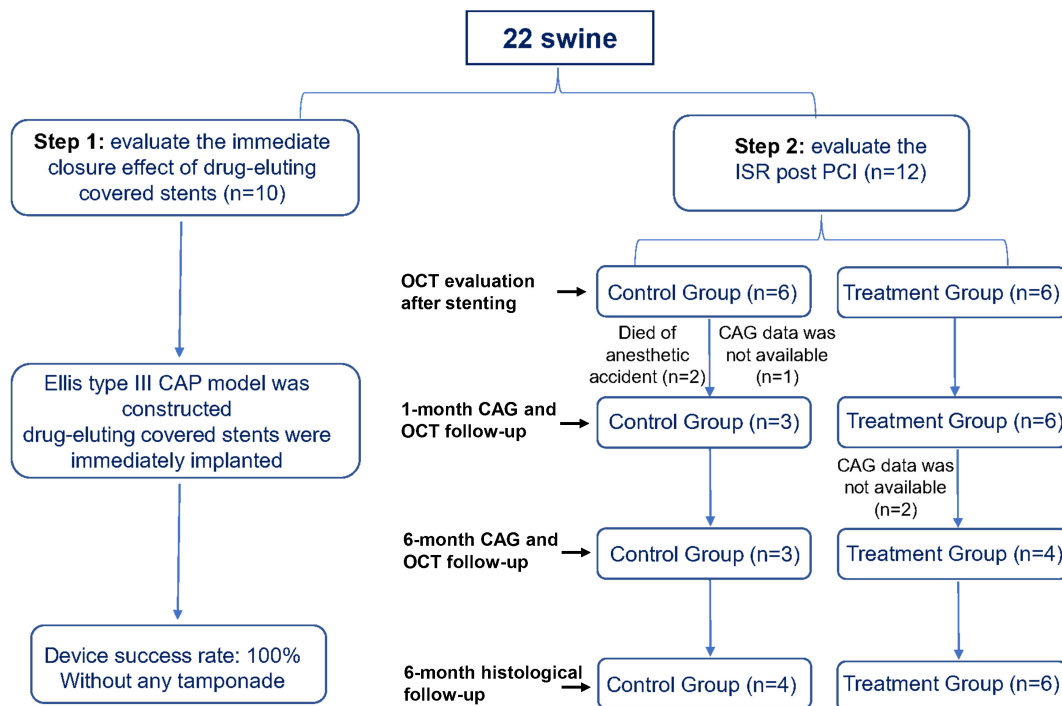 22 swine
Step 1: evaluate the immediate
closure effect of drug-eluting
covered stents (n=10)
Ellis type III CAP model was
constructed
drug-eluting covered stents were
immediately implanted
Device success rate: 100%
Without any tamponade
Step 2: evaluate the
ISR post PCI (n=12)
OCT evaluation
after stenting
Control Group (n=6)
Treatment Group (n=6)
Died of
anesthetic
accident (n=2)
CAG data was
not available
(n=1)
1-month CAG and
OCT follow-up
Control Group (n=3)
Treatment Group (n=6)
CAG data was
not available
(n=2)
6-month CAG and
OCT follow-up
Control Group (n=3)
Treatment Group (n=4)
6-month histological
follow-up
Control Group (n=4)
Treatment Group (n=6)